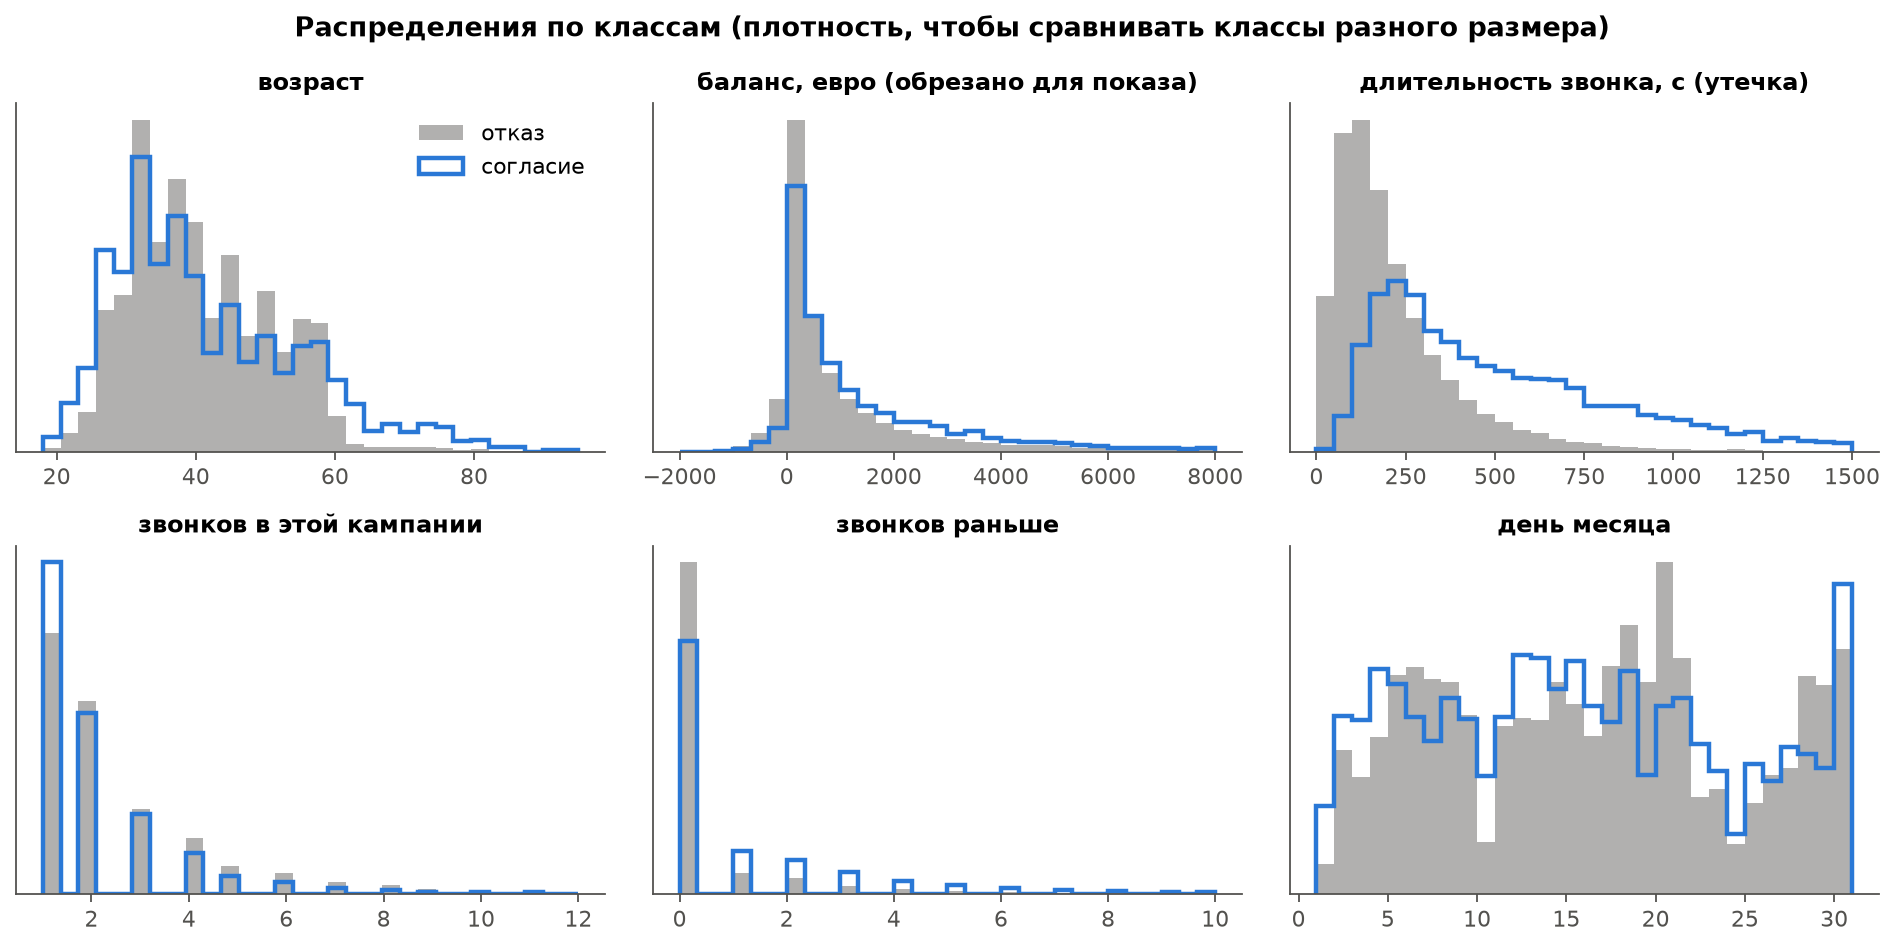 Распределения по классам (плотность, чтобы сравнивать классы разного размера)
возраст
отказ
согласие
20 40 60 80
баланс, евро (обрезано для показа)
−2000 0 2000 4000 6000 8000
длительность звонка, с (утечка)
0 250 500 750 1000 1250 1500
звонков в этой кампании
2 4 6 8 10 12
звонков раньше
0 2 4 6 8 10
день месяца
0 5 10 15 20 25 30